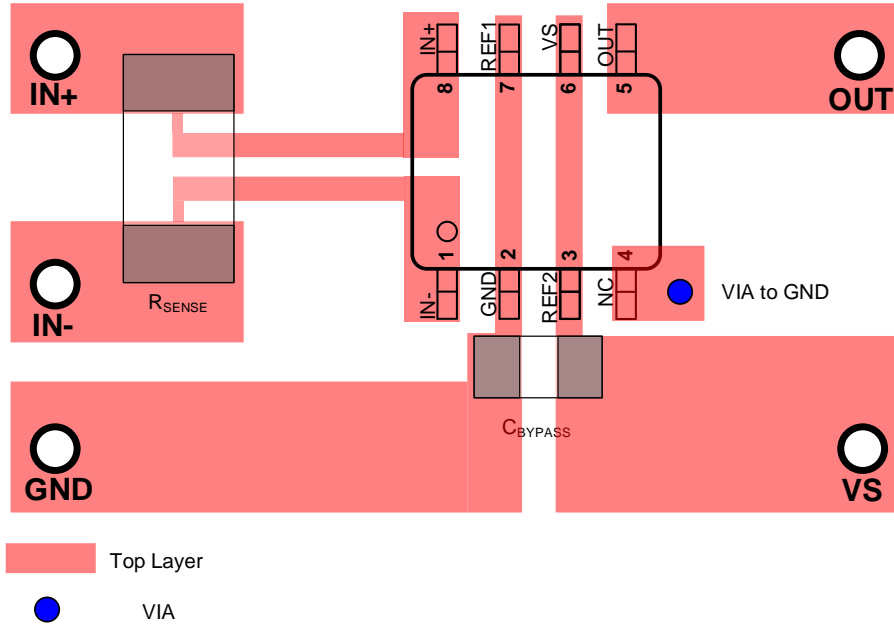 IN+
REF1
VS
OUT
8
7
6
5
IN+
OUT
1
2
3
4
IN-
GND
REF2
NC
VIA to GND
RSENSE
IN-
CBYPASS
GND
VS
Top Layer
VIA